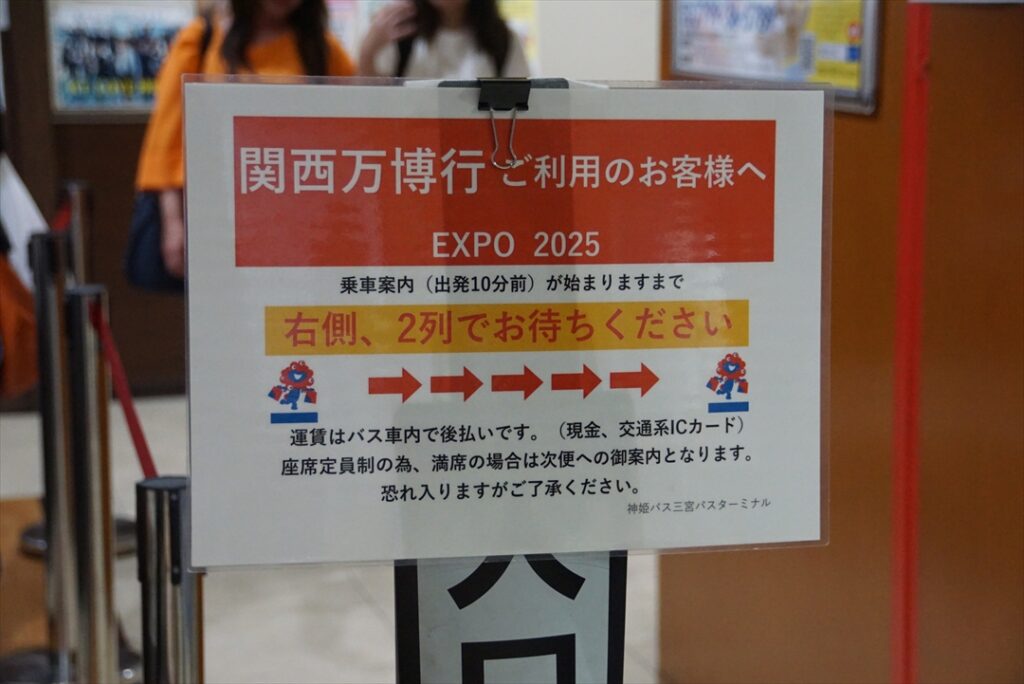 関西万博行 ご利用のお客様へ
EXPO 2025
乗車案内（出発10分前）が始まりますまで
右側、2列でお待ちください
運賃はバス車内で後払いです。（現金、交通系ICカード）
座席定員制の為、満席の場合は次便への御案内となります。
恐れ入りますがご了承ください。
神姫バス三宮バスターミナル
入口